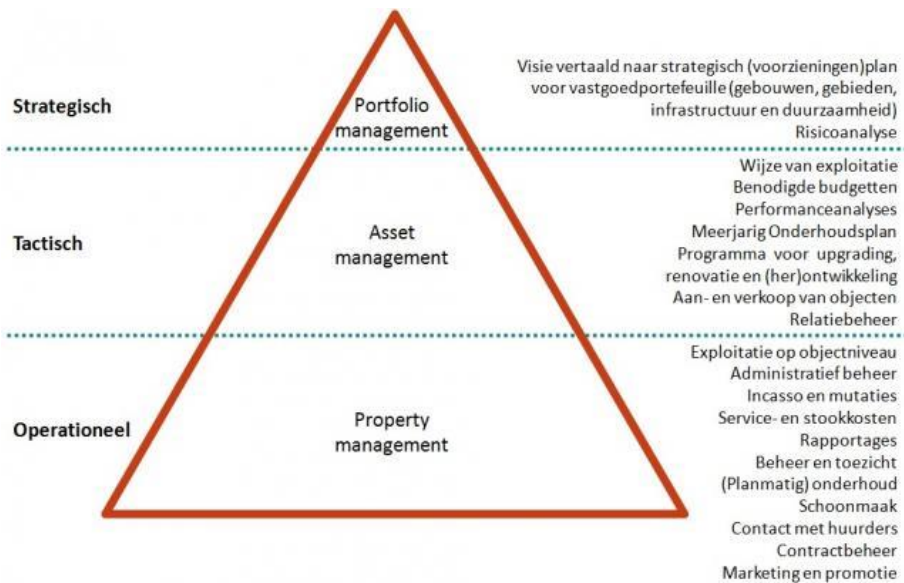 Strategisch
Portfolio
management
Visie vertaald naar strategisch (voorzieningen)plan
voor vastgoedportefeuille (gebouwen, gebieden,
infrastructuur en duurzaamheid)
Risicoanalyse
Tactisch
Asset
management
Wijze van exploitatie
Benodigde budgetten
Performanceanalyses
Meerjarig Onderhoudsplan
Programma voor upgrading,
renovatie en (her)ontwikkeling
Aan- en verkoop van objecten
Relatiebeheer
Operationeel
Property
management
Exploitatie op objectniveau
Administratief beheer
Incasso en mutaties
Service- en stookkosten
Rapportages
Beheer en toezicht
(Planmatig) onderhoud
Schoonmaak
Contact met huurders
Contractbeheer
Marketing en promotie